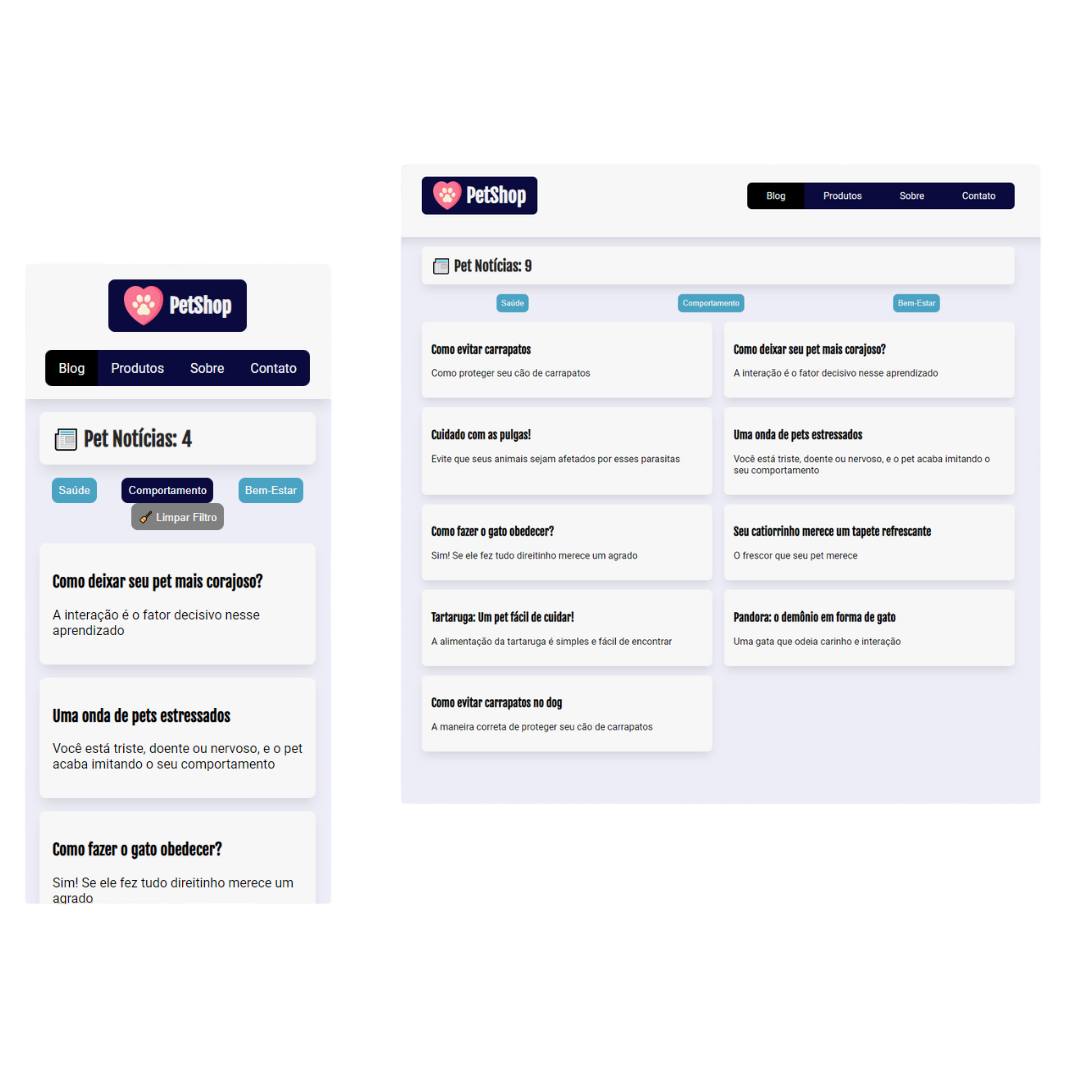 PetShop
Blog Produtos Sobre Contato
Pet Notícias: 4
Saúde Comportamento Bem-Estar
Limpar Filtro
Como deixar seu pet mais corajoso?
A interação é o fator decisivo nesse
aprendizado
Uma onda de pets estressados
Você está triste, doente ou nervoso, e o pet
acaba imitando o seu comportamento
Como fazer o gato obedecer?
Sim! Se ele fez tudo direitinho merece um
agrado
PetShop
Blog Produtos Sobre Contato
Pet Notícias: 9
Saúde Comportamento Bem-Estar
Como evitar carrapatos
Como proteger seu cão de carrapatos
Como deixar seu pet mais corajoso?
A interação é o fator decisivo nesse aprendizado
Cuidado com as pulgas!
Evite que seus animais sejam afetados por esses parasitas
Uma onda de pets estressados
Você está triste, doente ou nervoso, e o pet acaba imitando o
seu comportamento
Como fazer o gato obedecer?
Sim! Se ele fez tudo direitinho merece um agrado
Seu catiorrinho merece um tapete refrescante
O frescor que seu pet merece
Tartaruga: Um pet fácil de cuidar!
A alimentação da tartaruga é simples e fácil de encontrar
Pandora: o demônio em forma de gato
Uma gata que odeia carinho e interação
Como evitar carrapatos no dog
A maneira correta de proteger seu cão de carrapatos